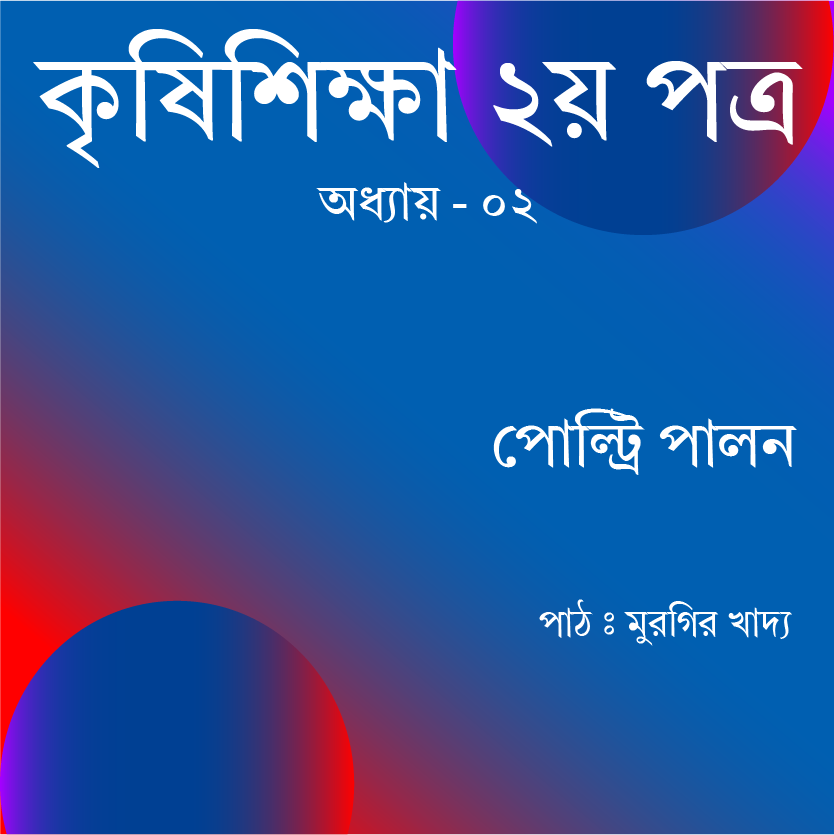 কৃষিশিক্ষা ২য় পত্র
অধ্যায় - ০২
পোল্ট্রি পালন
পাঠ ঃ মুরগির খাদ্য